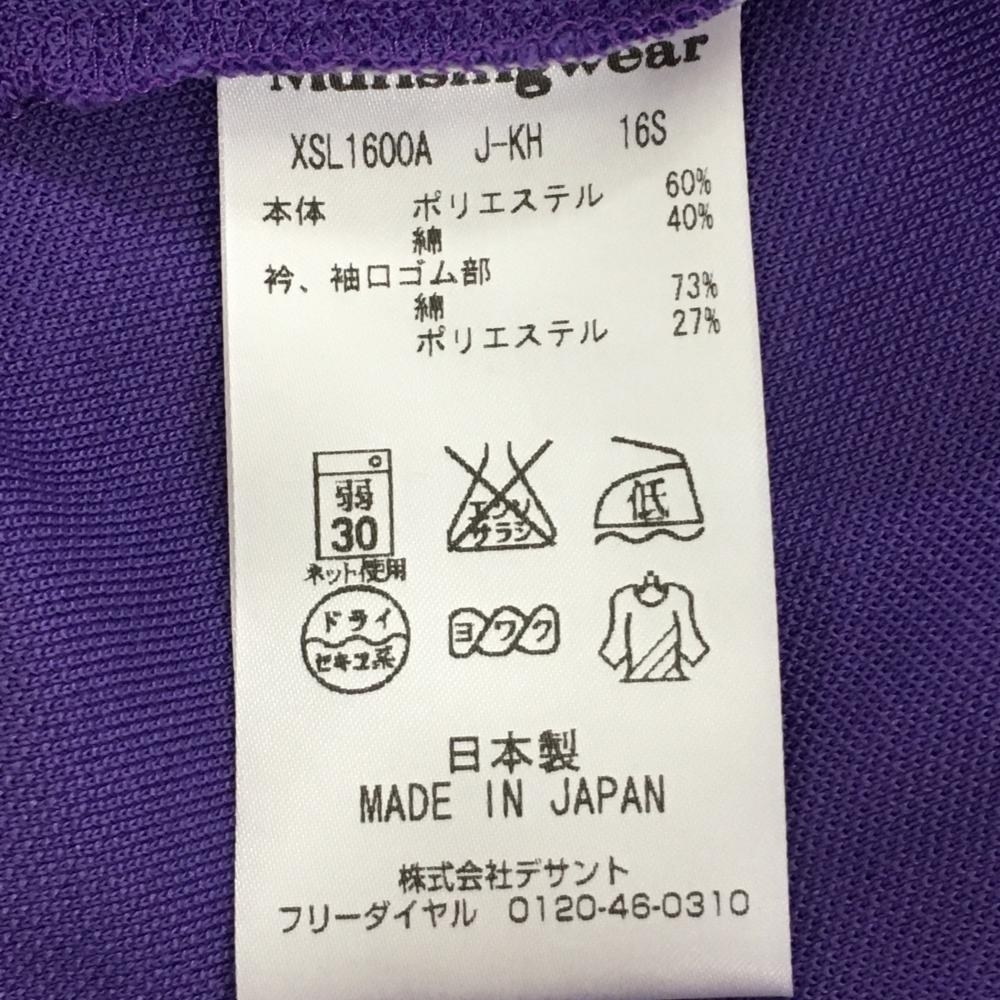 Munsingwear
XSL1600A J-KH 16S
本体 ポリエステル 60%
綿 40%
衿、袖口ゴム部
綿 73%
ポリエステル 27%
弱
30
ネット使用
エンソ
サラシ
低
ドライ
セキユ系
ヨワク
日本製
MADE IN JAPAN
株式会社デサント
フリーダイヤル 0120-46-0310